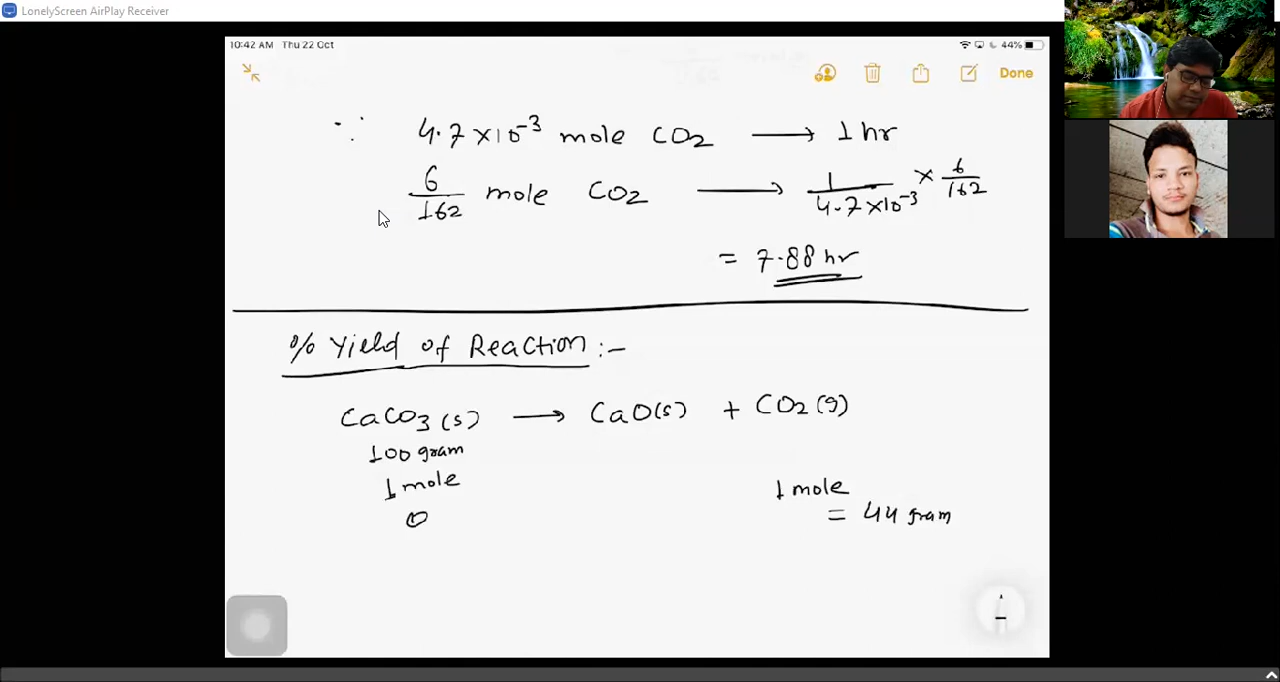 LonelyScreen AirPlay Receiver
10:42 AM Thu 22 Oct
44%
Done
∵ 4.7×10⁻³ mole CO₂ ⟶ 1 hr
6/162 mole CO₂ ⟶ 1/4.7×10⁻³ × 6/162
= 7.88 hr
% Yield of Reaction :-
CaCO₃(s) ⟶ CaO(s) + CO₂(g)
100 gram
1 mole 1 mole
0 = 44 gram